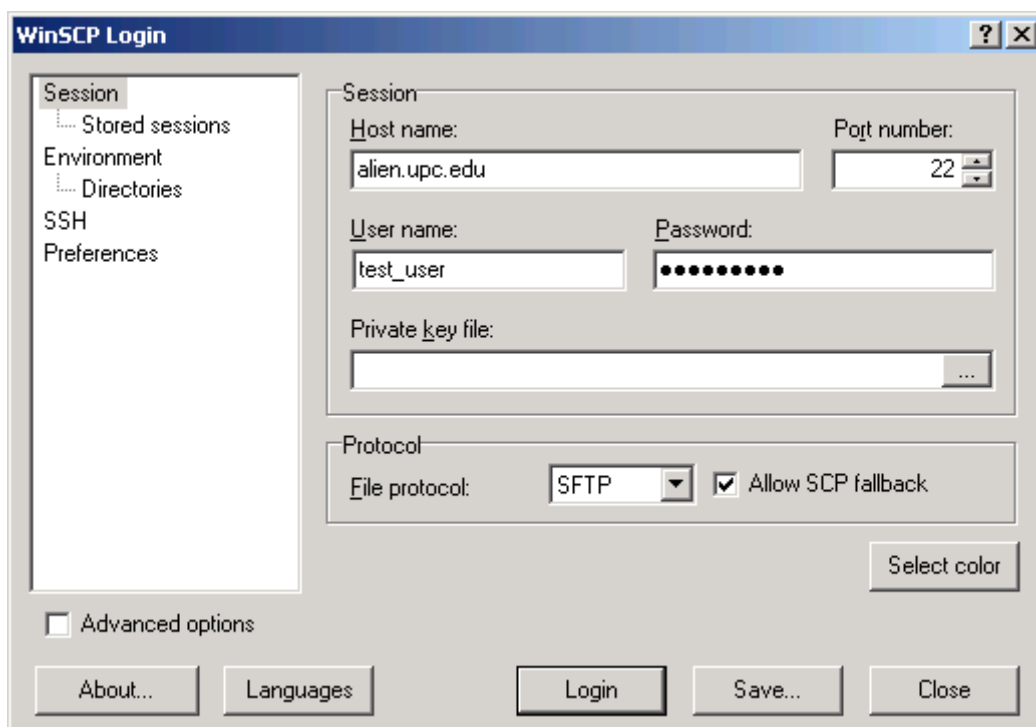 WinSCP Login
Session
Stored sessions
Environment
Directories
SSH
Preferences
Session
Host name:
Port number:
alien.upc.edu
22
User name:
Password:
test_user
●●●●●●●●●
Private key file:
...
Protocol
File protocol:
SFTP
Allow SCP fallback
Select color
Advanced options
About...
Languages
Login
Save...
Close